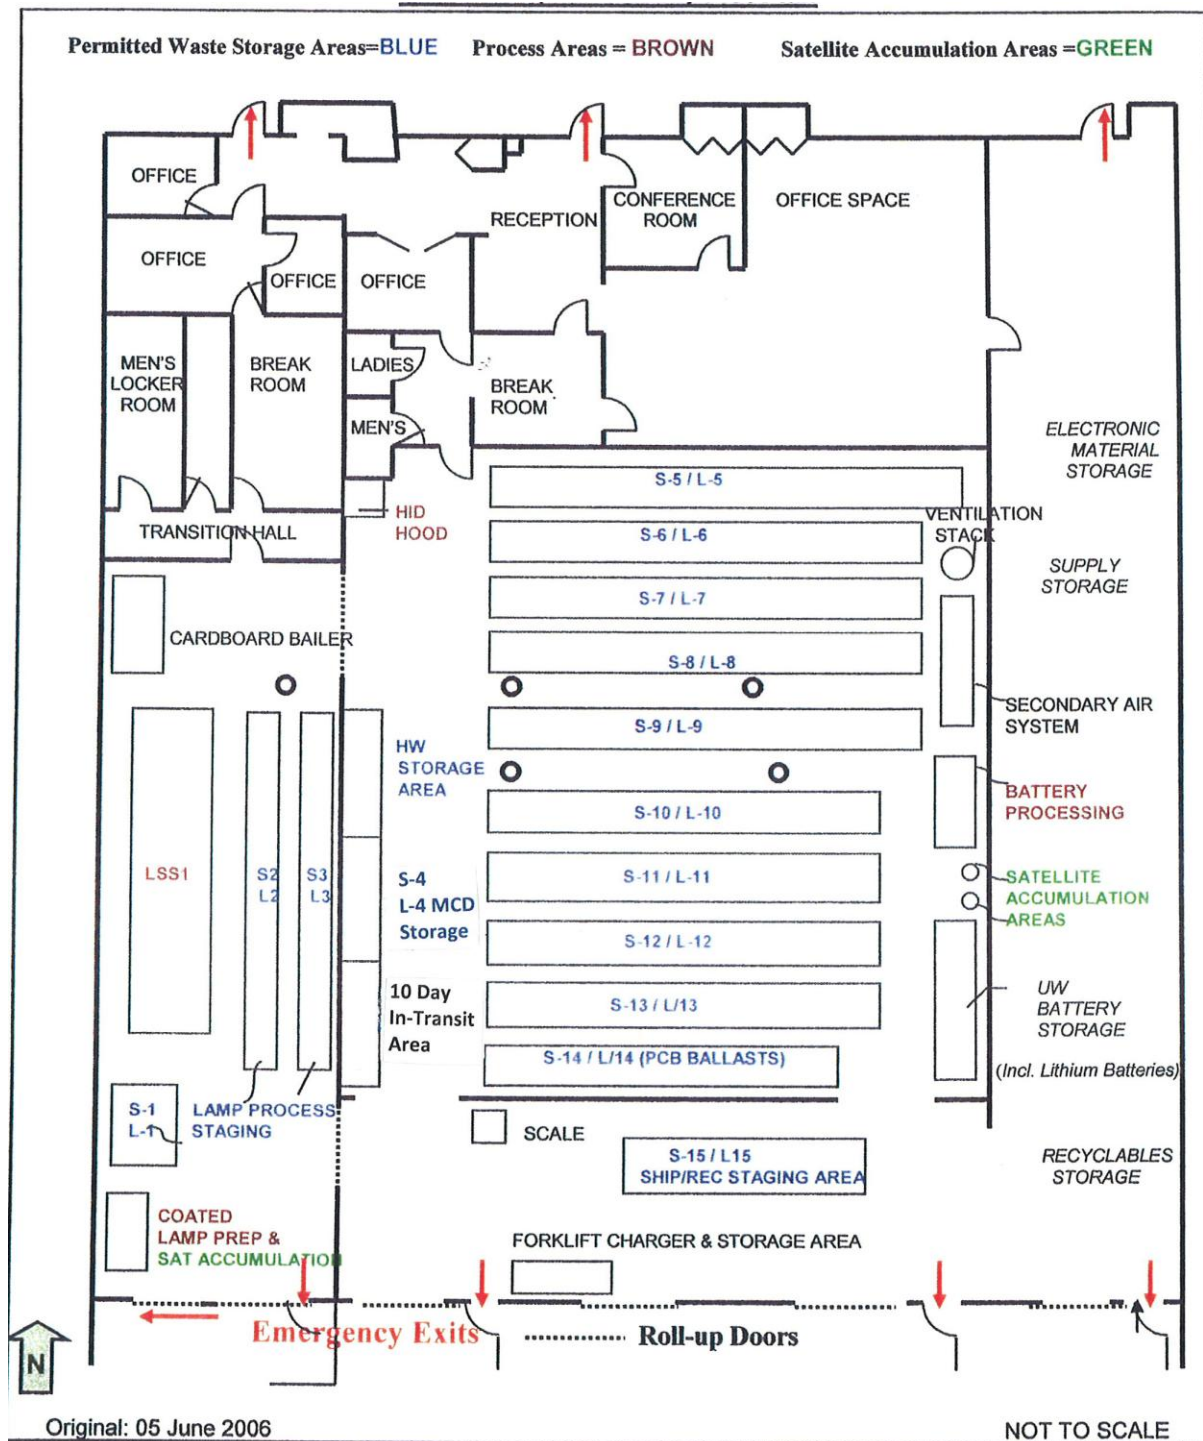 Permitted Waste Storage Areas=BLUE Process Areas = BROWN Satellite Accumulation Areas =GREEN
OFFICE
OFFICE
OFFICE
OFFICE
RECEPTION
CONFERENCE
ROOM
OFFICE SPACE
MEN'S
LOCKER
ROOM
BREAK
ROOM
LADIES
MEN'S
BREAK
ROOM
ELECTRONIC
MATERIAL
STORAGE
TRANSITION HALL
HID
HOOD
S-5 / L-5
VENTILATION
STACK
S-6 / L-6
SUPPLY
STORAGE
S-7 / L-7
CARDBOARD BAILER
S-8 / L-8
SECONDARY AIR
SYSTEM
S-9 / L-9
HW
STORAGE
AREA
BATTERY
PROCESSING
S-10 / L-10
LSS1
S2
L2
S3
L3
S-4
L-4 MCD
Storage
S-11 / L-11
SATELLITE
ACCUMULATION
AREAS
S-12 / L-12
10 Day
In-Transit
Area
S-13 / L/13
UW
BATTERY
STORAGE
(Incl. Lithium Batteries)
S-14 / L/14 (PCB BALLASTS)
S-1
L-1
LAMP PROCESS
STAGING
SCALE
S-15 / L15
SHIP/REC STAGING AREA
RECYCLABLES
STORAGE
COATED
LAMP PREP &
SAT ACCUMULATION
FORKLIFT CHARGER & STORAGE AREA
Emergency Exits
Roll-up Doors
N
Original: 05 June 2006
NOT TO SCALE